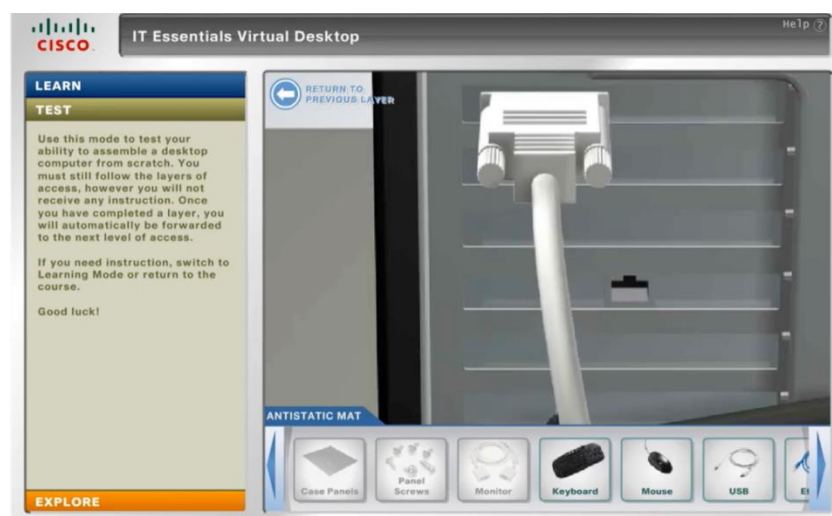 CISCO
IT Essentials Virtual Desktop
Help ?
LEARN
TEST
Use this mode to test your
ability to assemble a desktop
computer from scratch. You
must still follow the layers of
access, however you will not
receive any instruction. Once
you have completed a layer, you
will automatically be forwarded
to the next level of access.
If you need instruction, switch to
Learning Mode or return to the
course.
Good luck!
EXPLORE
RETURN TO
PREVIOUS LAYER
ANTISTATIC MAT
Case Panels
Panel
Screws
Monitor
Keyboard
Mouse
USB